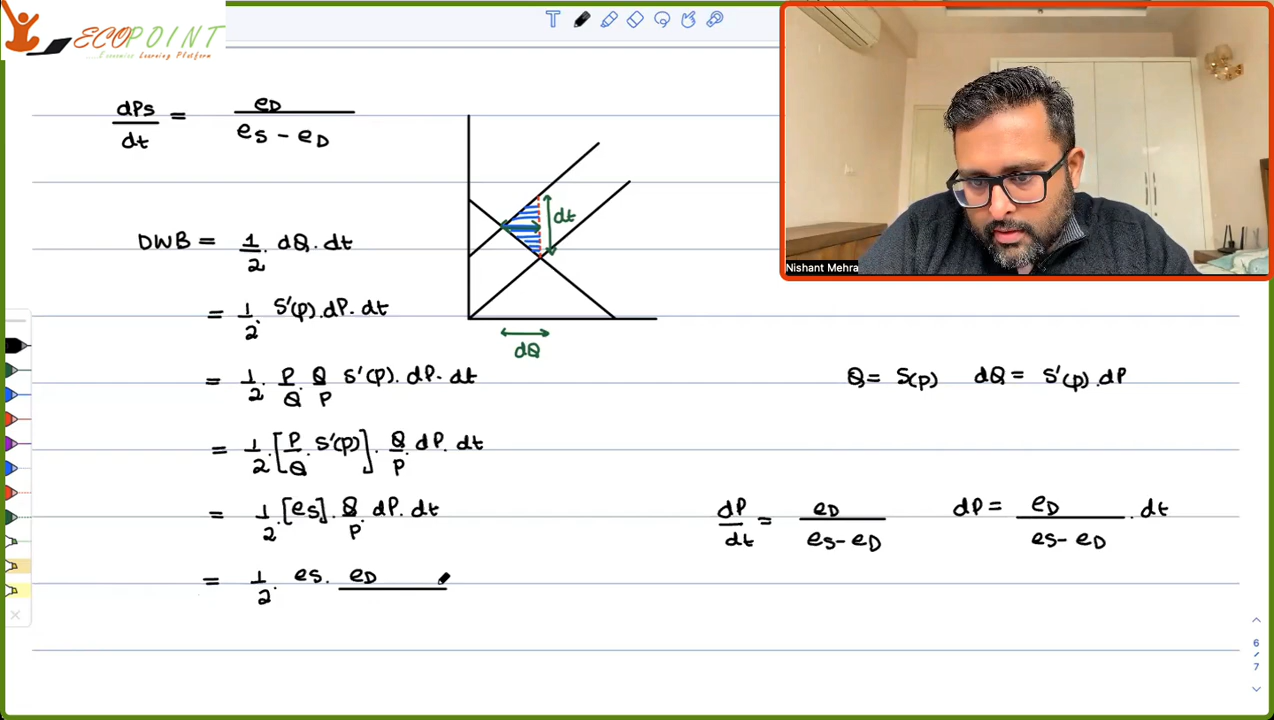 ECOPOINT
Economics Learning Platform
T
dPs/dt = eD/(eS - eD)
dt
DWB = 1/2 . dQ . dt
= 1/2 . S'(P) . dP . dt
dQ
= 1/2 . P/Q . Q/P S'(P) . dP . dt
Q = S(P) dQ = S'(P) . dP
= 1/2 . [P/Q . S'(P)] . Q/P . dP . dt
= 1/2 . [eS] . Q/P . dP . dt
dP/dt = eD/(eS - eD) dP = eD/(eS - eD) . dt
= 1/2 . eS . eD
Nishant Mehra
6
/
7